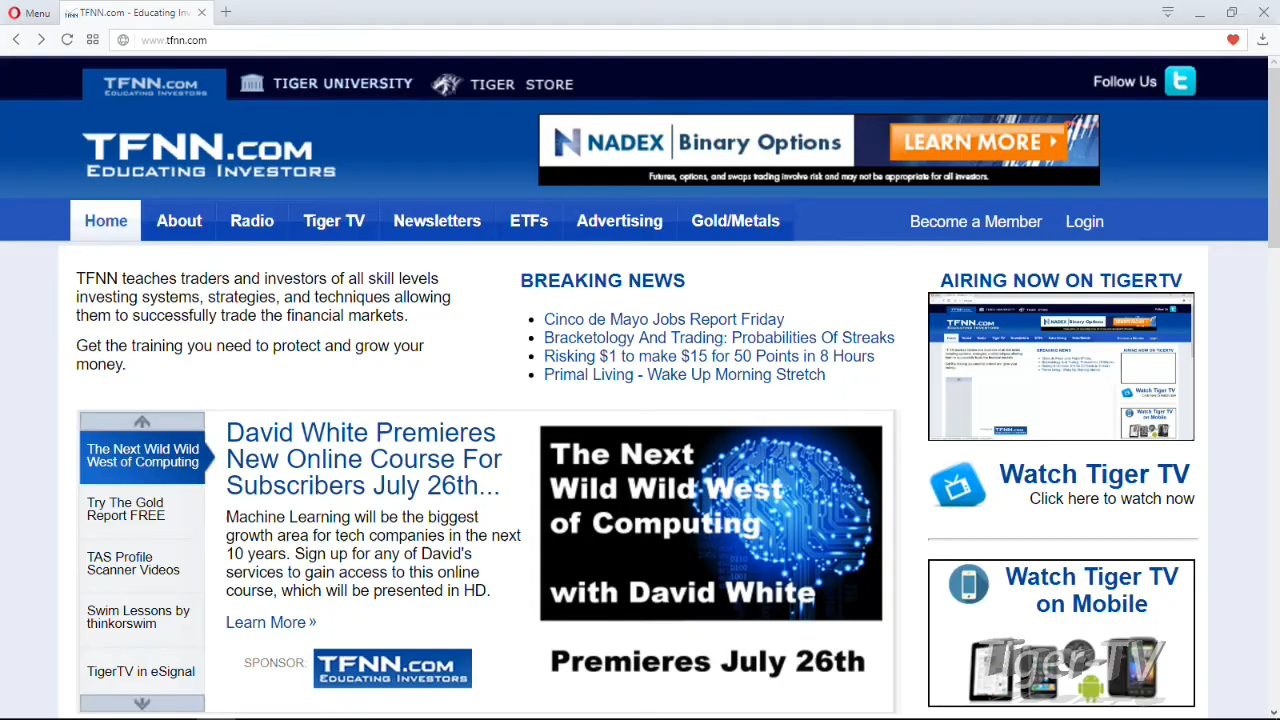 Menu
TFNN.com - Educating Inv
www.tfnn.com
TFNN.COM
EDUCATING INVESTORS
TIGER UNIVERSITY
TIGER STORE
Follow Us
TFNN.COM
EDUCATING INVESTORS
NADEX Binary Options
LEARN MORE
Futures, options, and swaps trading involve risk and may not be appropriate for all investors.
Home
About
Radio
Tiger TV
Newsletters
ETFs
Advertising
Gold/Metals
Become a Member
Login
TFNN teaches traders and investors of all skill levels
investing systems, strategies, and techniques allowing
them to successfully trade the financial markets.
Get the training you need to protect and grow your
money.
BREAKING NEWS
Cinco de Mayo Jobs Report Friday
Bracketology And Trading: Probabilities Of Streaks
Risking $1 to make $15 for 50 Points in 8 Hours
Primal Living - Wake Up Morning Stretch
AIRING NOW ON TIGERTV
The Next Wild Wild
West of Computing
Try The Gold
Report FREE
TAS Profile
Scanner Videos
Swim Lessons by
thinkorswim
TigerTV in eSignal
David White Premieres
New Online Course For
Subscribers July 26th...
Machine Learning will be the biggest
growth area for tech companies in the next
10 years. Sign up for any of David's
services to gain access to this online
course, which will be presented in HD.
Learn More »
SPONSOR:
TFNN.COM
EDUCATING INVESTORS
The Next
Wild Wild West
of Computing
with David White
Premieres July 26th
Watch Tiger TV
Click here to watch now
Watch Tiger TV
on Mobile
Tiger TV